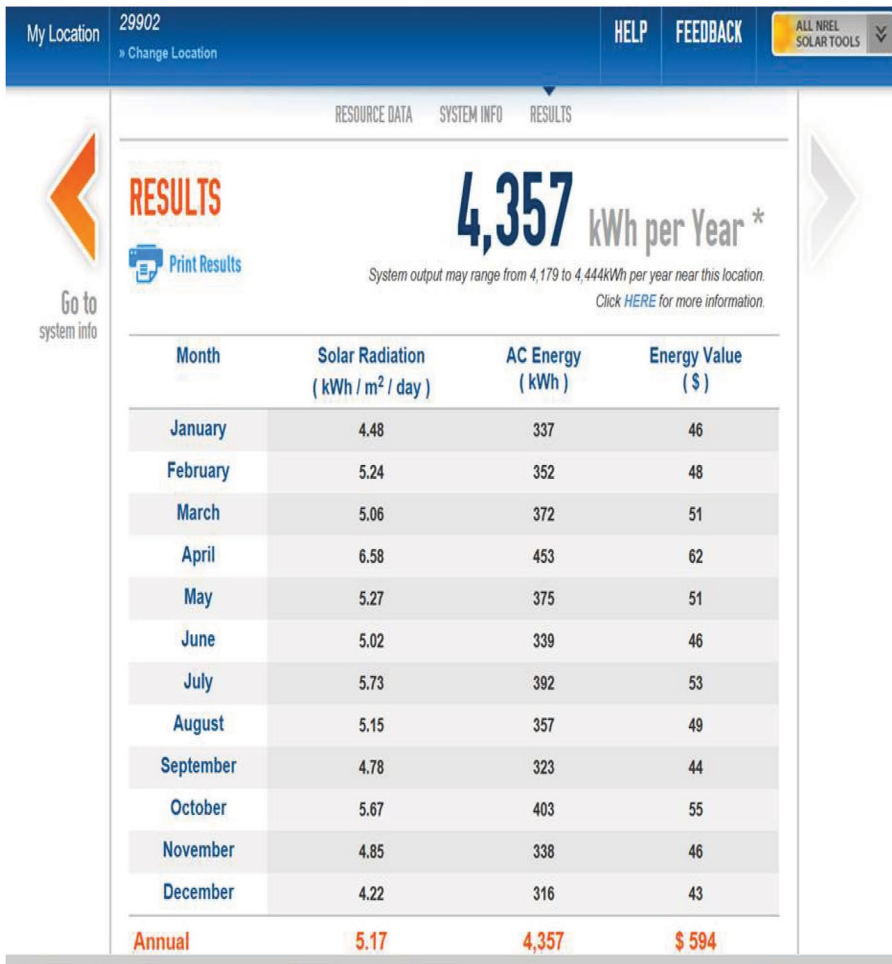 My Location
29902
» Change Location
HELP
FEEDBACK
ALL NREL
SOLAR TOOLS
RESOURCE DATA SYSTEM INFO RESULTS
RESULTS
Print Results
4,357 kWh per Year *
System output may range from 4,179 to 4,444kWh per year near this location.
Click HERE for more information.
Go to
system info
Month Solar Radiation AC Energy Energy Value
( kWh / m² / day ) ( kWh ) ( $ )
January 4.48 337 46
February 5.24 352 48
March 5.06 372 51
April 6.58 453 62
May 5.27 375 51
June 5.02 339 46
July 5.73 392 53
August 5.15 357 49
September 4.78 323 44
October 5.67 403 55
November 4.85 338 46
December 4.22 316 43
Annual 5.17 4,357 $ 594